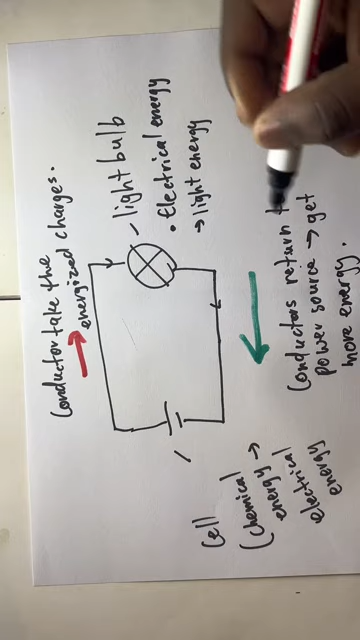 Conductor take the
energized charges.
- light bulb
• Electrical energy
→ light energy
Conductors return t
power source → get
more energy.
Cell
(Chemical
energy →
electrical
energy